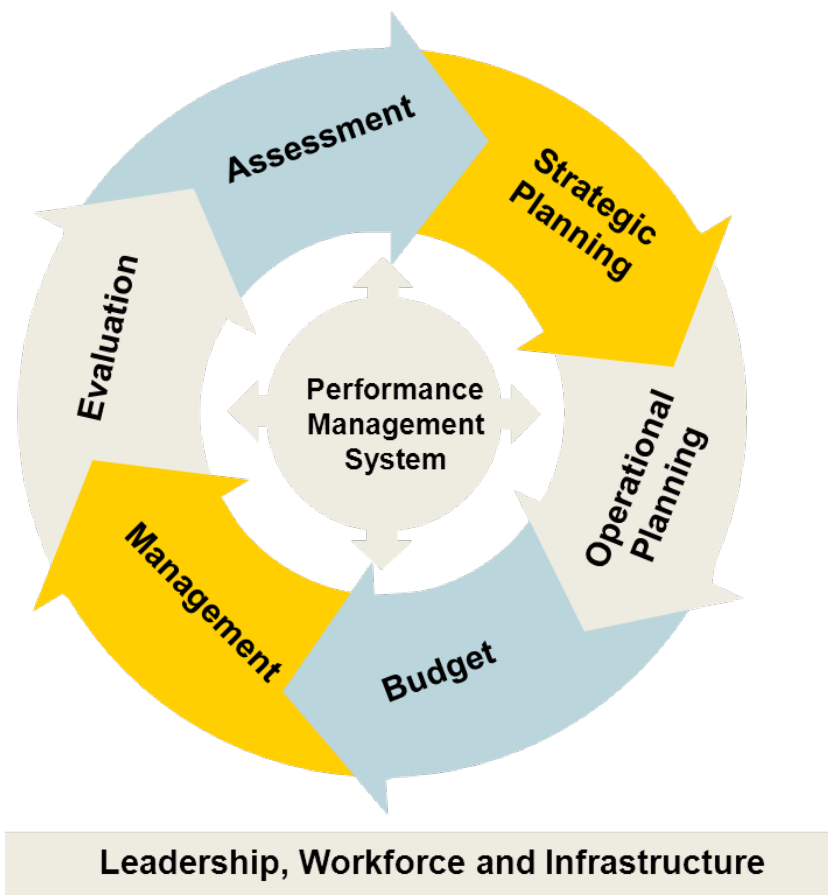 Assessment
Strategic
Planning
Operational
Planning
Budget
Management
Evaluation
Performance
Management
System
Leadership, Workforce and Infrastructure